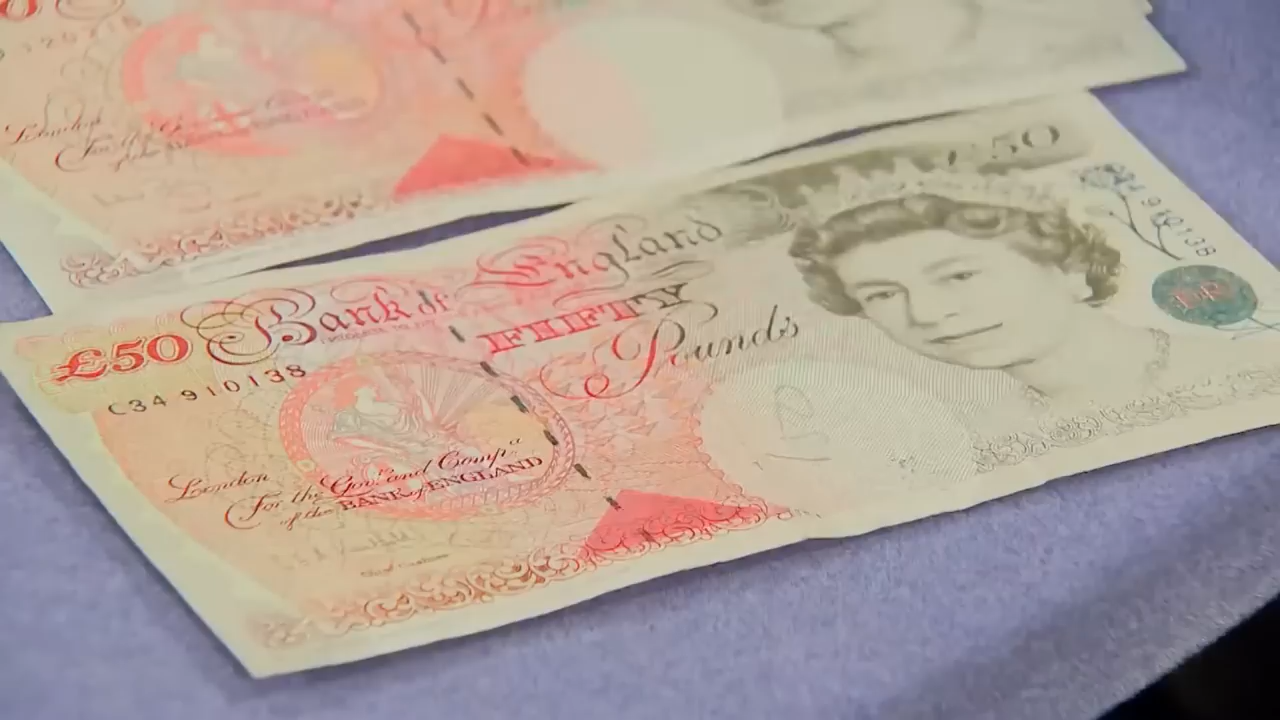 London
£50
Bank of England
£50
FIFTY
Pounds
C34 910138
London
For the Gov.r and Comp.a
of the BANK of ENGLAND